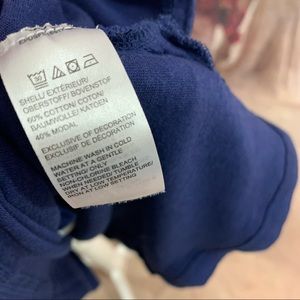 SHELL/ EXTÉRIEUR/
OBERSTOFF/ BOVENSTOF
60% COTTON/ COTON/
BAUMWOLLE/ KATOEN
40% MODAL
EXCLUSIVE OF DECORATION
EXCLUSIF DE DÉCORATION
MACHINE WASH IN COLD
WATER AT A GENTLE
SETTING ONLY
NON-CHLORINE BLEACH
WHEN NEEDED/ TUMBLE/
DRY AT LOW TEMPERATURE/
IRON AT LOW SETTING